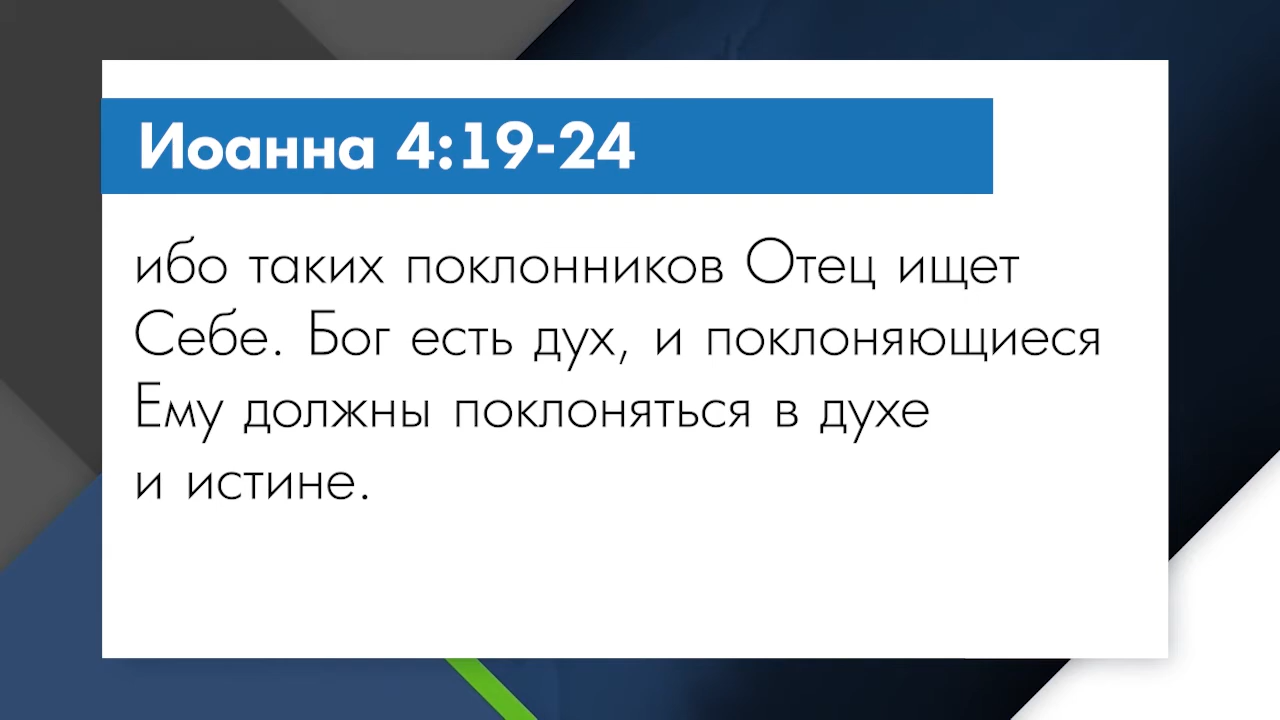 Иоанна 4:19-24
ибо таких поклонников Отец ищет
Себе. Бог есть дух, и поклоняющиеся
Ему должны поклоняться в духе
и истине.